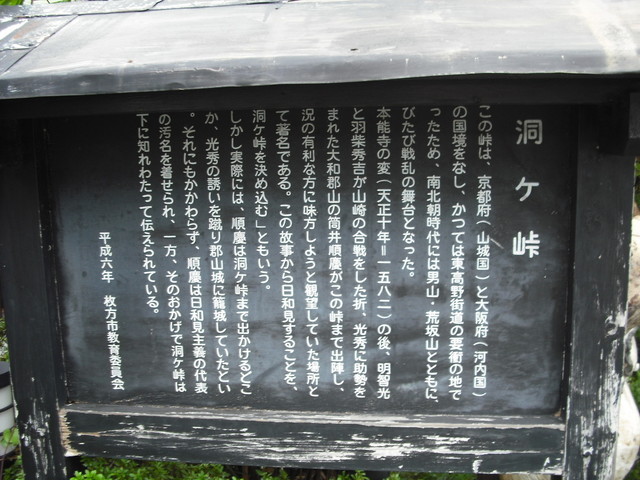 洞ケ峠
この峠は、京都府（山城国）と大阪府（河内国）
の国境をなし、かつては東高野街道の要衝の地で
ったため、南北朝時代には男山・荒坂山とともに、
びたび戦乱の舞台となった。
本能寺の変（天正十年＝一五八二）の後、明智光
と羽柴秀吉が山崎の合戦をした折、光秀に助勢を
まれた大和郡山の筒井順慶がこの峠まで出陣し、
況の有利な方に味方しようと観望していた場所と
て著名である。この故事から日和見することを、
洞ケ峠を決め込む」ともいう。
しかし実際には、順慶は洞ケ峠まで出かけるどこ
か、光秀の誘いを蹴り郡山城に籠城していたとい
。それにもかかわらず、順慶は日和見主義の代表
の汚名を着せられ、一方、そのおかげで洞ケ峠は
下に知れわたって伝えられている。
平成六年　枚方市教育委員会